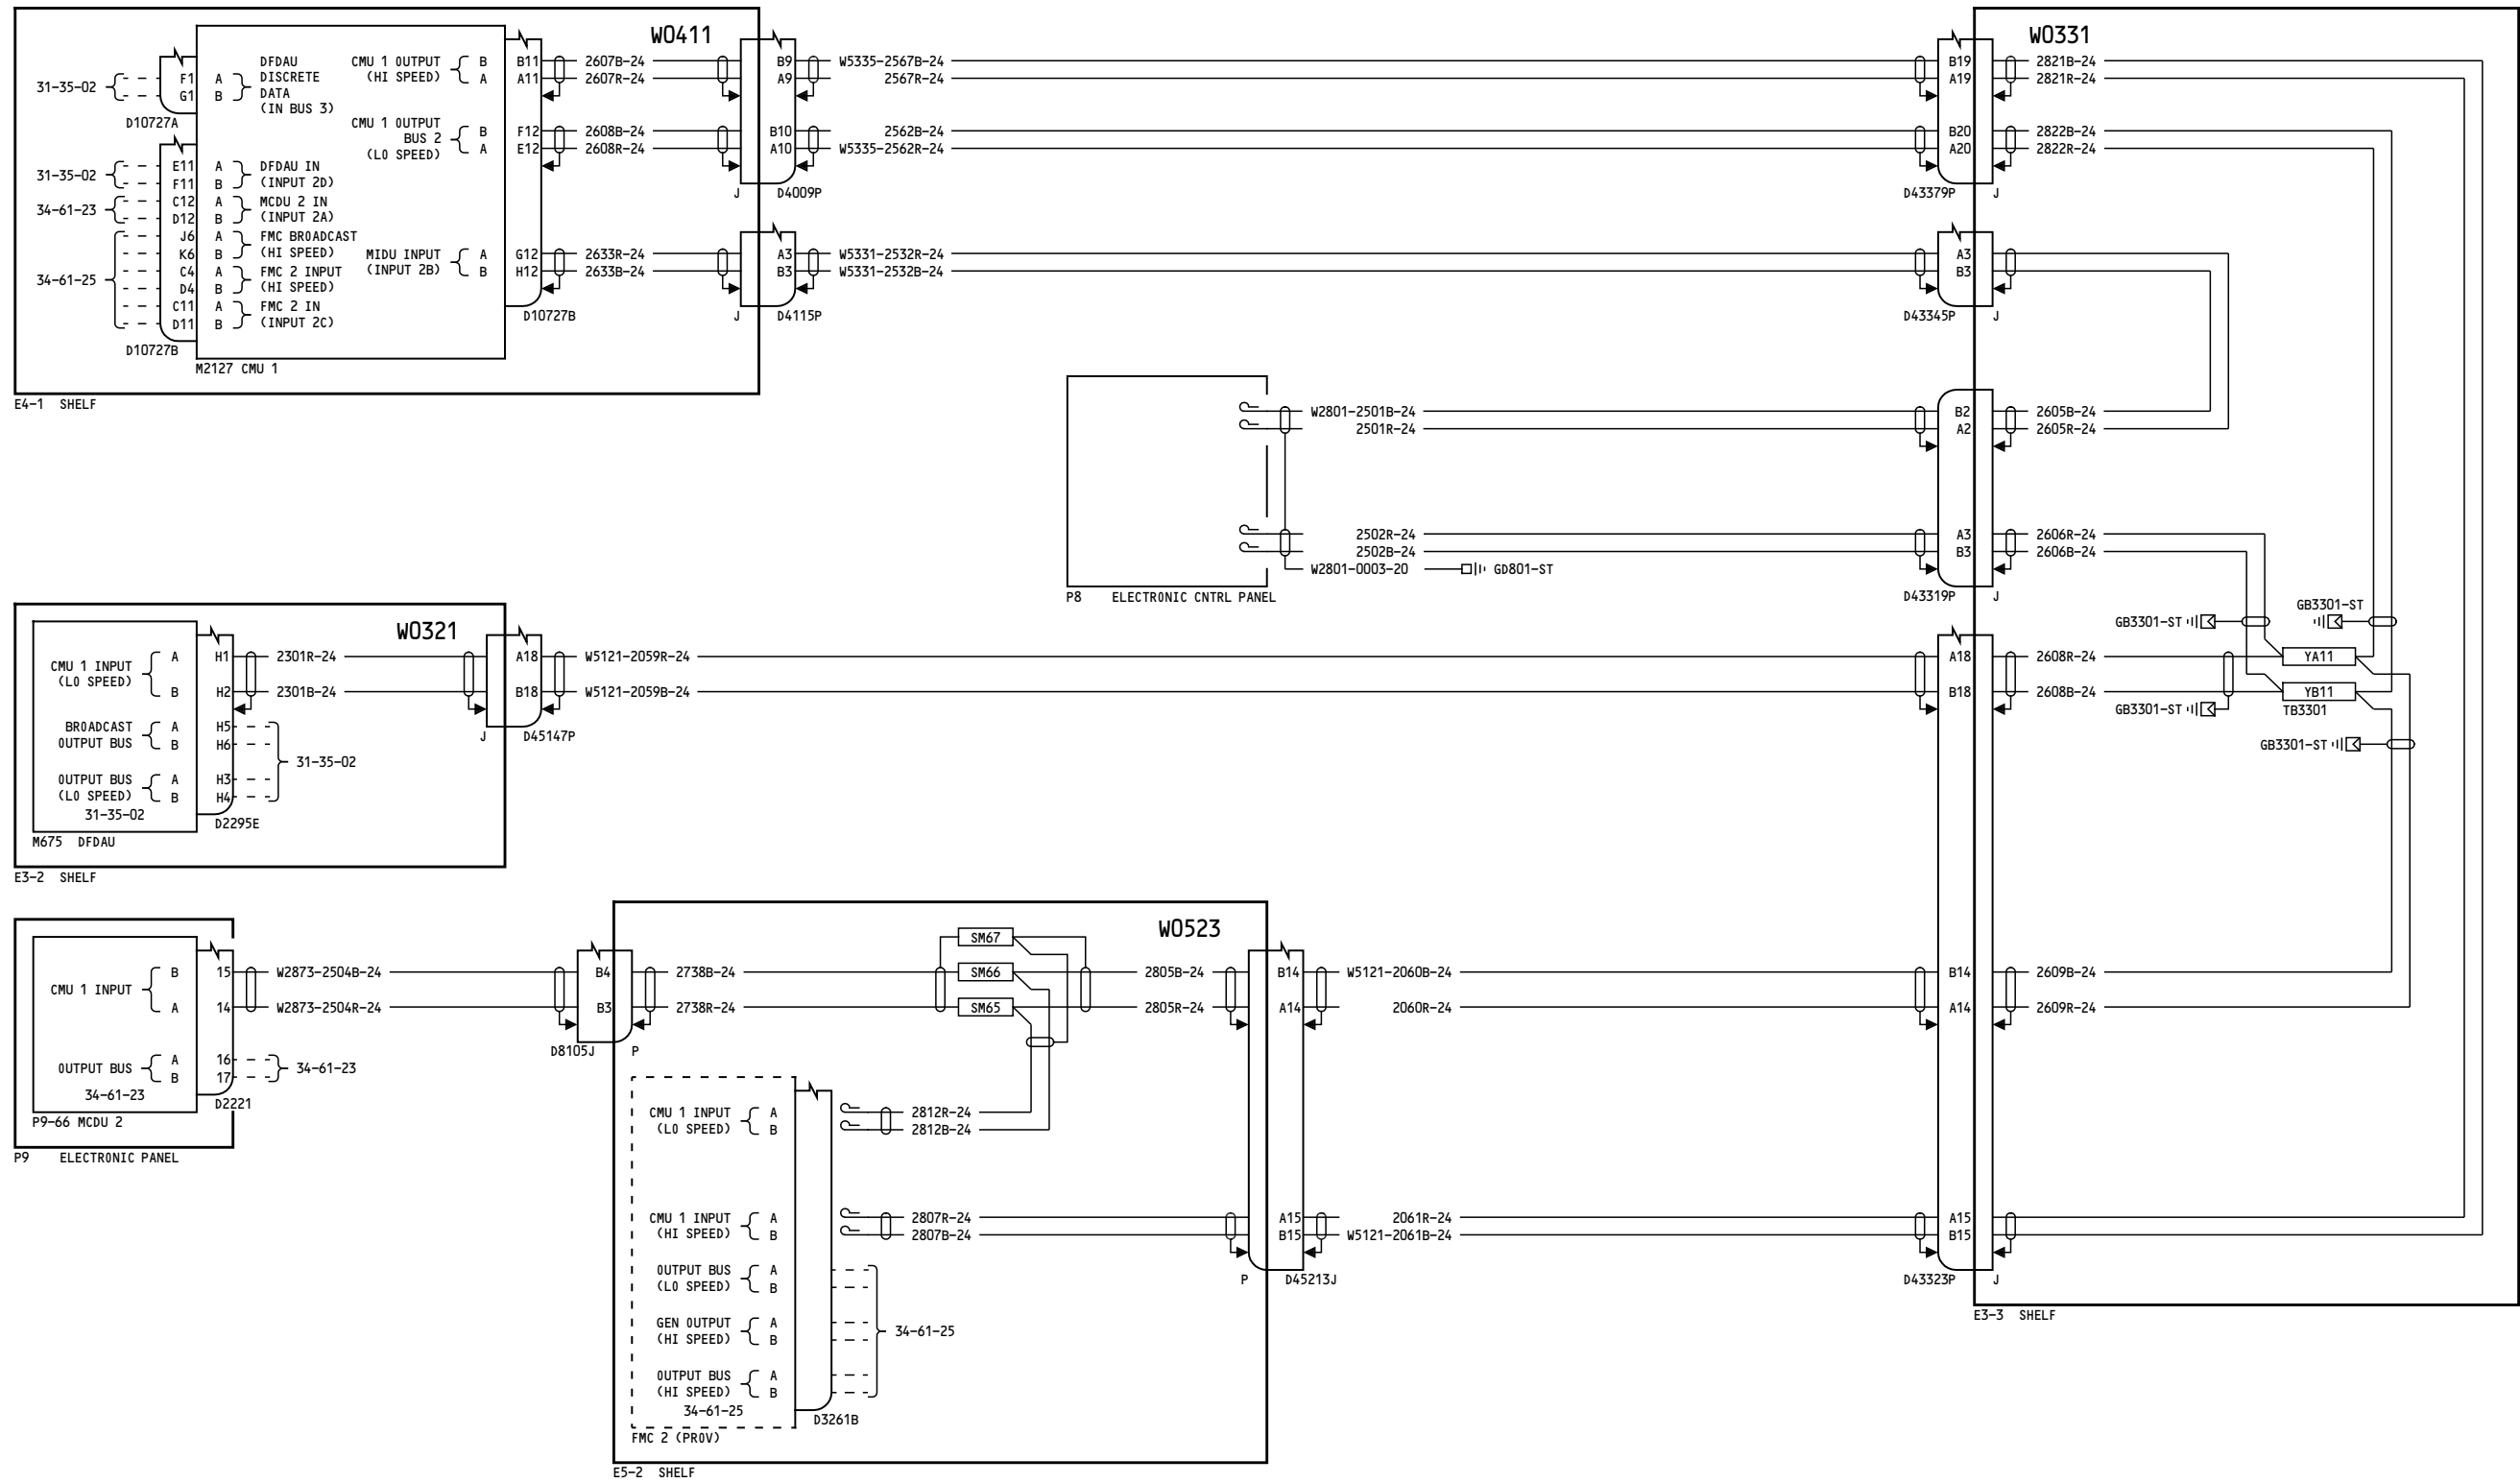 W0411
31-35-02
F1 A
G1 B
DFDAU
DISCRETE
DATA
(IN BUS 3)
D10727A
CMU 1 OUTPUT
(HI SPEED)
B B11
A A11
2607B-24
2607R-24
CMU 1 OUTPUT
BUS 2
(LO SPEED)
B F12
A E12
2608B-24
2608R-24
31-35-02
E11 A
F11 B
DFDAU IN
(INPUT 2D)
34-61-23
C12 A
D12 B
MCDU 2 IN
(INPUT 2A)
34-61-25
J6 A
K6 B
FMC BROADCAST
(HI SPEED)
C4 A
D4 B
FMC 2 INPUT
(HI SPEED)
C11 A
D11 B
FMC 2 IN
(INPUT 2C)
D10727B
MIDU INPUT
(INPUT 2B)
A G12
B H12
2633R-24
2633B-24
D10727B
M2127 CMU 1
E4-1 SHELF
B9 W5335-2567B-24
A9 2567R-24
B10 2562B-24
A10 W5335-2562R-24
J D4009P
A3 W5331-2532R-24
B3 W5331-2532B-24
J D4115P
W0331
B19 2821B-24
A19 2821R-24
B20 2822B-24
A20 2822R-24
D43379P J
A3
B3
D43345P J
W2801-2501B-24
2501R-24
2502R-24
2502B-24
W2801-0003-20 GD801-ST
P8 ELECTRONIC CNTRL PANEL
B2 2605B-24
A2 2605R-24
A3 2606R-24
B3 2606B-24
D43319P J
GB3301-ST
GB3301-ST
YA11
YB11
TB3301
GB3301-ST
GB3301-ST
W0321
CMU 1 INPUT
(LO SPEED)
A H1 2301R-24
B H2 2301B-24
BROADCAST
OUTPUT BUS
A H5
B H6
OUTPUT BUS
(LO SPEED)
A H3
B H4
31-35-02
31-35-02
D2295E
M675 DFDAU
E3-2 SHELF
A18 W5121-2059R-24
B18 W5121-2059B-24
J D45147P
A18 2608R-24
B18 2608B-24
W0523
CMU 1 INPUT
B 15 W2873-2504B-24
A 14 W2873-2504R-24
OUTPUT BUS
A 16
B 17
34-61-23
34-61-23
D2221
P9-66 MCDU 2
P9 ELECTRONIC PANEL
B4 2738B-24
B3 2738R-24
D8105J P
SM67
SM66
SM65
2805B-24
2805R-24
B14 W5121-2060B-24
A14 2060R-24
B14 2609B-24
A14 2609R-24
CMU 1 INPUT
(LO SPEED)
A 2812R-24
B 2812B-24
CMU 1 INPUT
(HI SPEED)
A 2807R-24
B 2807B-24
A15 2061R-24
B15 W5121-2061B-24
P D45213J
A15
B15
D43323P J
E3-3 SHELF
OUTPUT BUS
(LO SPEED)
A
B
GEN OUTPUT
(HI SPEED)
A
B
OUTPUT BUS
(HI SPEED)
A
B
34-61-25
34-61-25
D3261B
FMC 2 (PROV)
E5-2 SHELF